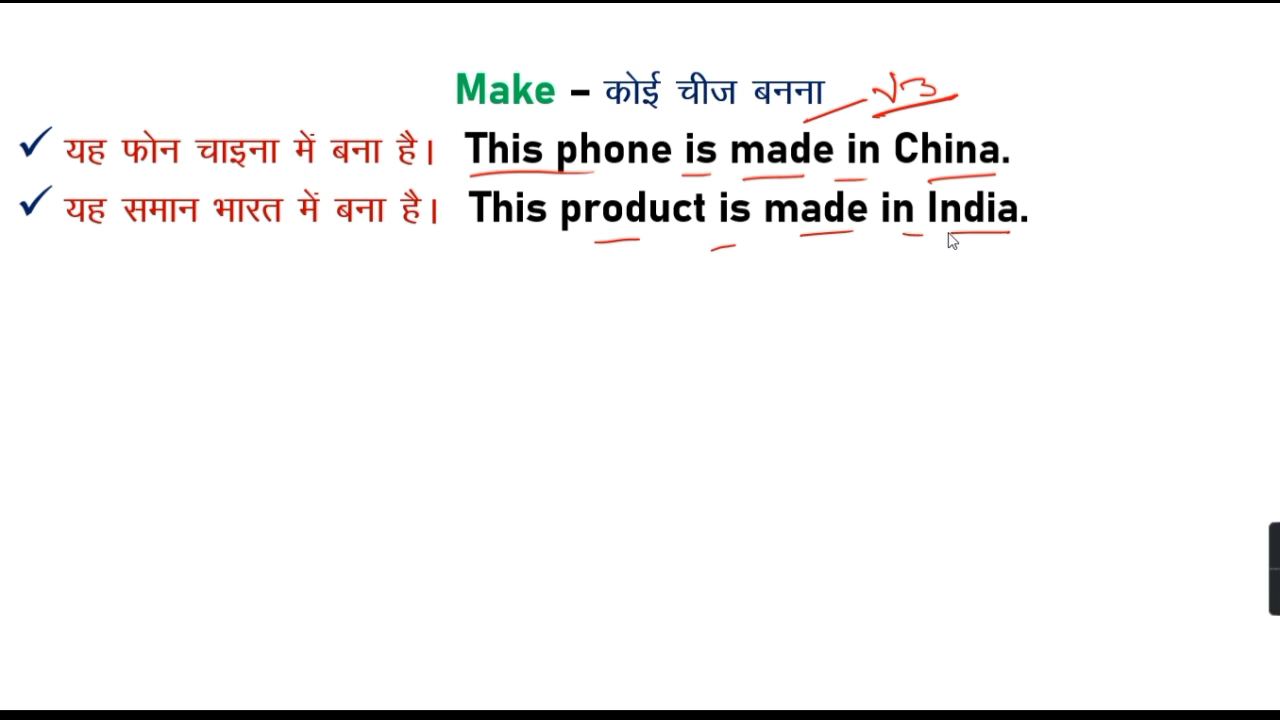 Make – कोई चीज बनना V3
✓ यह फोन चाइना में बना है। This phone is made in China.
✓ यह समान भारत में बना है। This product is made in India.